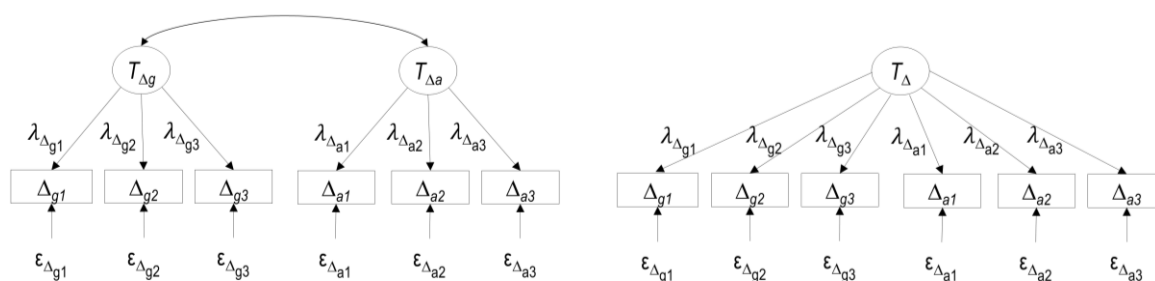 T_Δg T_Δa T_Δ
λ_Δg1 λ_Δg2 λ_Δg3 λ_Δa1 λ_Δa2 λ_Δa3 λ_Δg1 λ_Δg2 λ_Δg3 λ_Δa1 λ_Δa2 λ_Δa3
Δ_g1 Δ_g2 Δ_g3 Δ_a1 Δ_a2 Δ_a3 Δ_g1 Δ_g2 Δ_g3 Δ_a1 Δ_a2 Δ_a3
ε_Δg1 ε_Δg2 ε_Δg3 ε_Δa1 ε_Δa2 ε_Δa3 ε_Δg1 ε_Δg2 ε_Δg3 ε_Δa1 ε_Δa2 ε_Δa3